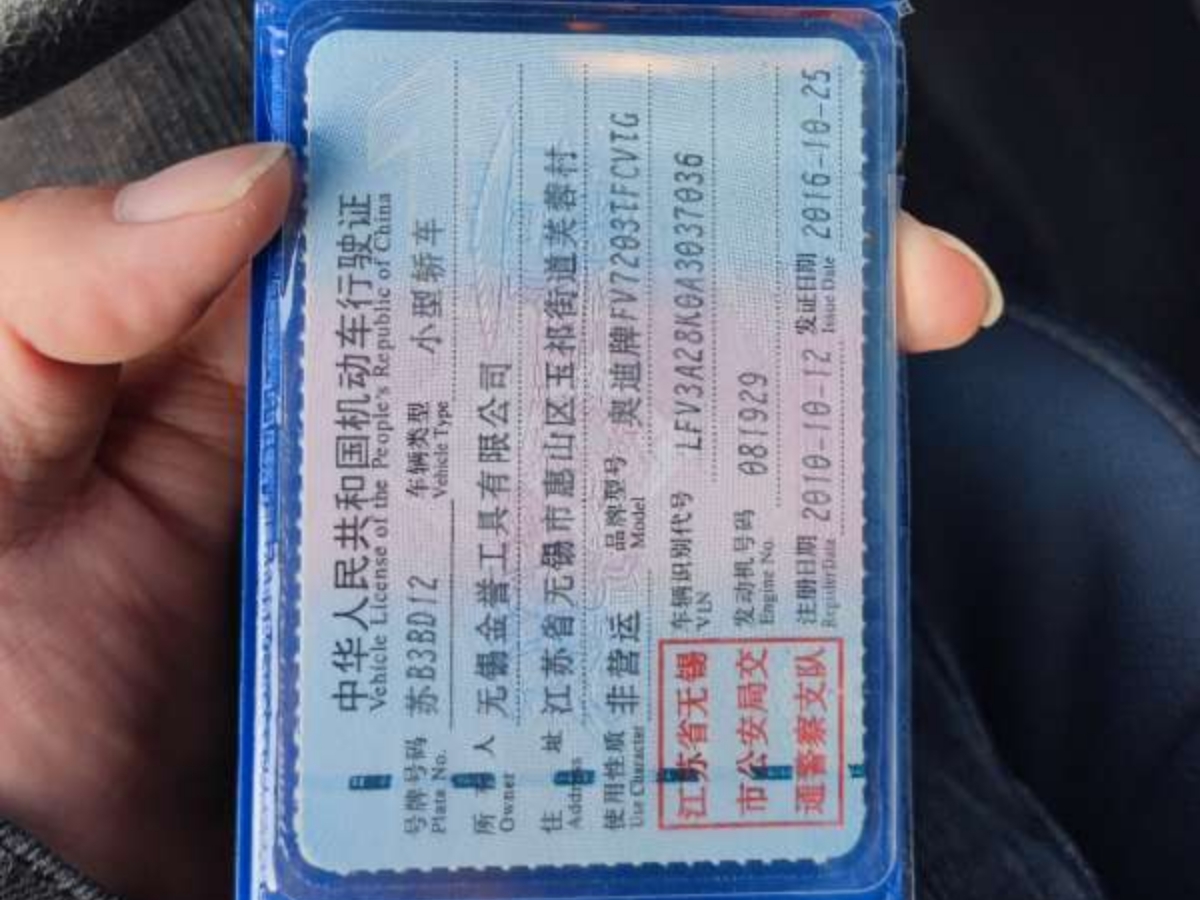 中华人民共和国机动车行驶证
Vehicle License of the People's Republic of China
号牌号码 苏B3BD12 车辆类型 小型轿车
Plate No. Vehicle Type
所有人 无锡金誉工具有限公司
Owner
住址 江苏省无锡市惠山区玉祁街道芙蓉村
Address
使用性质 非营运 品牌型号 奥迪牌FV7203TFCVTG
Use Character Model
江苏省无锡
市公安局交
通警察支队
车辆识别代号 LFV3A28K0A3037036
VIN
发动机号码 081929
Engine No.
注册日期 2010-10-12 发证日期 2016-10-25
Register Date Issue Date